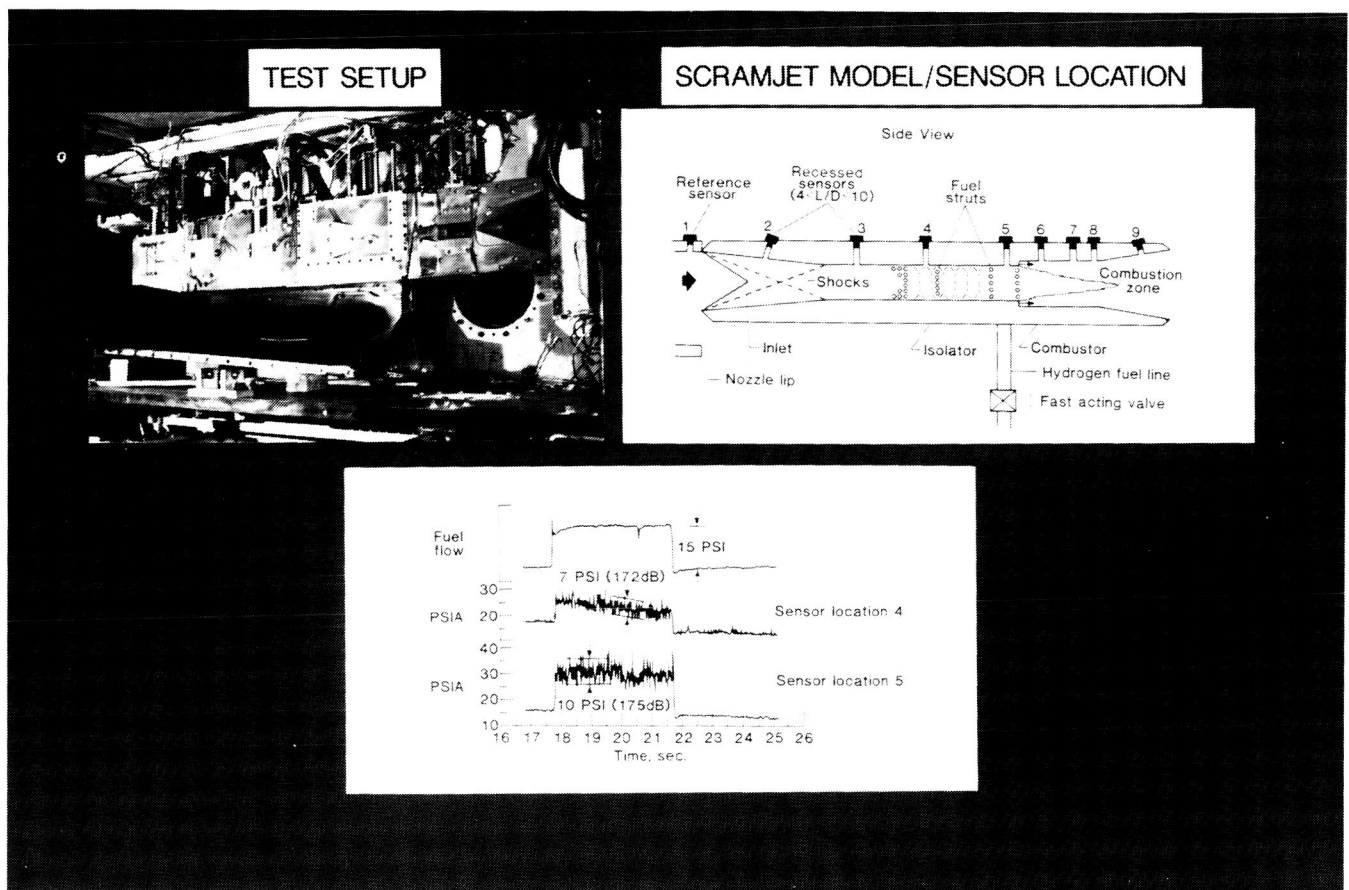 TEST SETUP
SCRAMJET MODEL/SENSOR LOCATION
Side View
Reference
sensor
Recessed
sensors
(4<L/D<10)
Fuel
struts
1 2 3 4 5 6 7 8 9
Shocks
Combustion
zone
Inlet
Isolator
Combustor
Nozzle lip
Hydrogen fuel line
Fast acting valve
Fuel
flow
15 PSI
7 PSI (172dB)
30
PSIA 20
Sensor location 4
40
30
PSIA
20
10
Sensor location 5
10 PSI (175dB)
16 17 18 19 20 21 22 23 24 25 26
Time, sec.